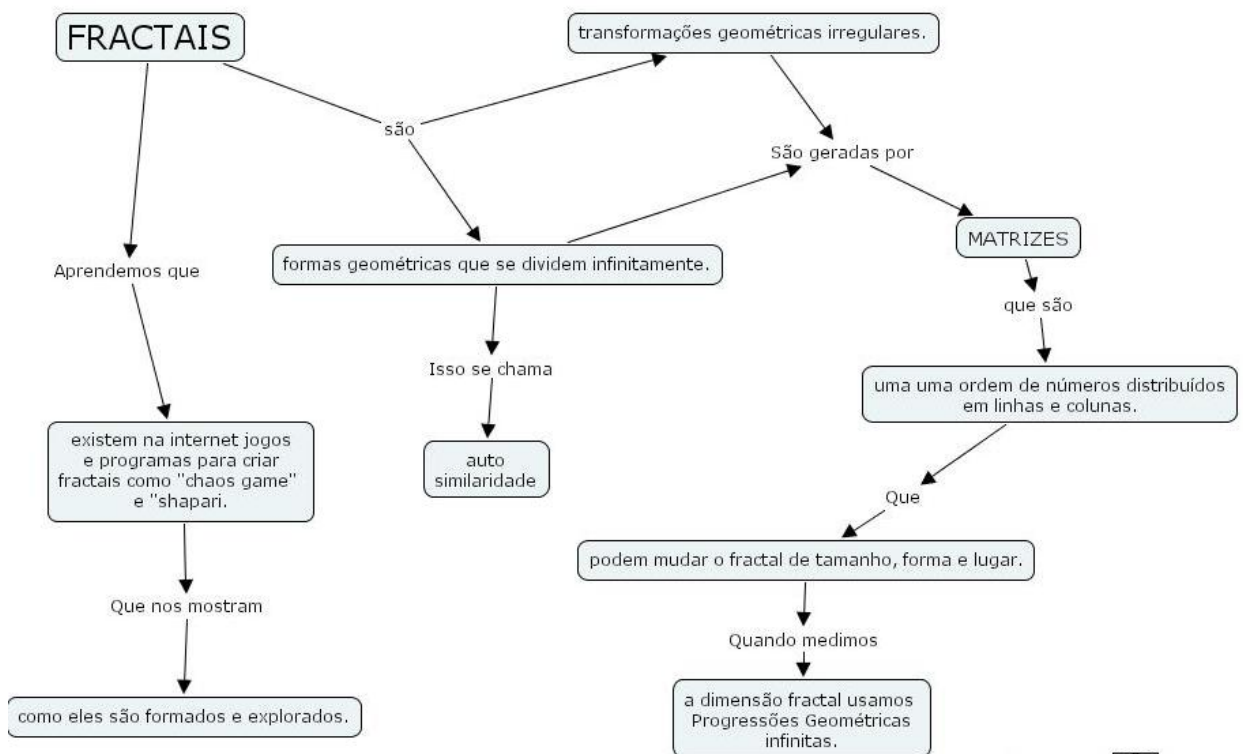 FRACTAIS
transformações geométricas irregulares.
são
São geradas por
MATRIZES
Aprendemos que
formas geométricas que se dividem infinitamente.
que são
Isso se chama
uma uma ordem de números distribuídos
em linhas e colunas.
existem na internet jogos
e programas para criar
fractais como "chaos game"
e "shapari.
auto
similaridade
Que
podem mudar o fractal de tamanho, forma e lugar.
Que nos mostram
Quando medimos
como eles são formados e explorados.
a dimensão fractal usamos
Progressões Geométricas
infinitas.